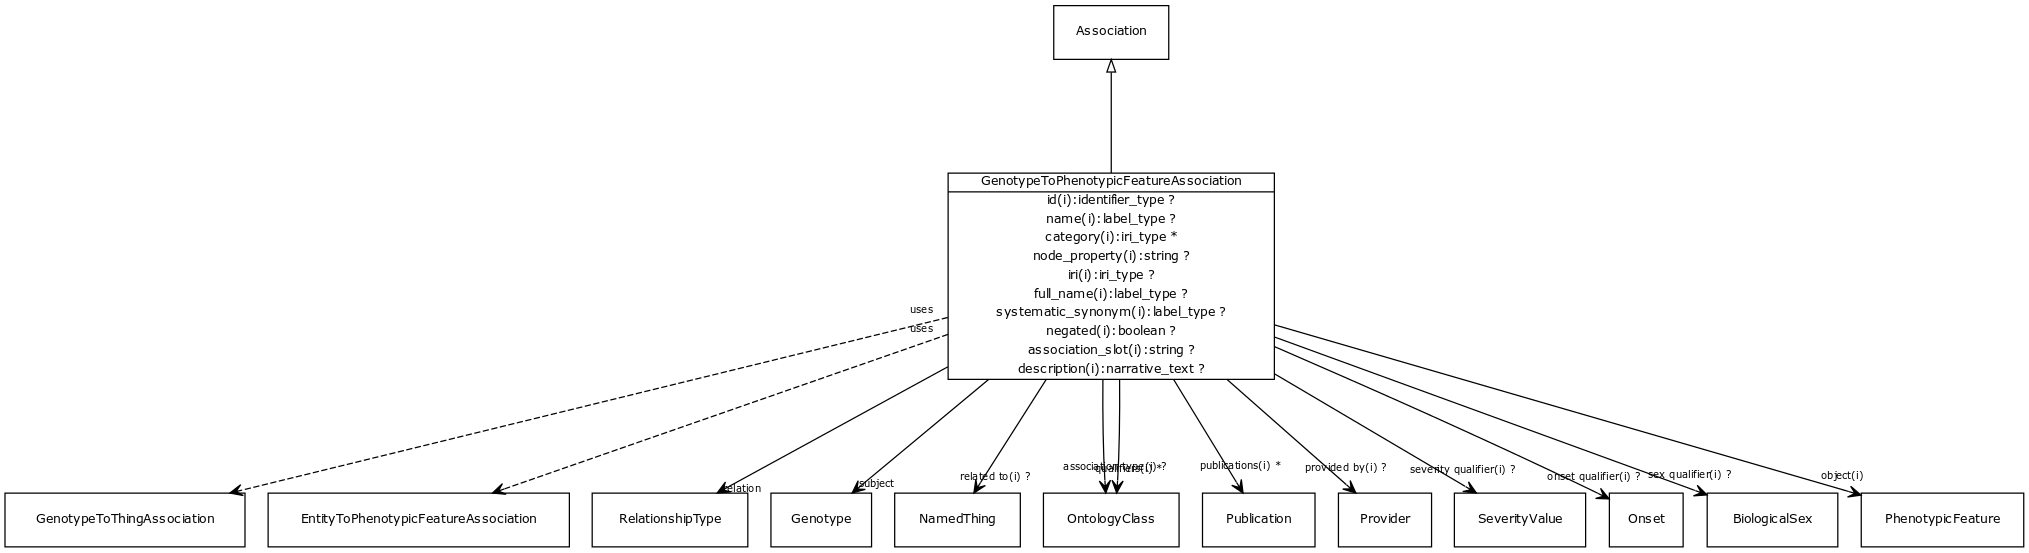 Association
GenotypeToPhenotypicFeatureAssociation
id(i):identifier_type ?
name(i):label_type ?
category(i):iri_type *
node_property(i):string ?
iri(i):iri_type ?
full_name(i):label_type ?
systematic_synonym(i):label_type ?
negated(i):boolean ?
association_slot(i):string ?
description(i):narrative_text ?
uses
uses
relation
subject
related to(i) ?
association type(i) ?
qualifiers(i) *
publications(i) *
provided by(i) ?
severity qualifier(i) ?
onset qualifier(i) ?
sex qualifier(i) ?
object(i)
GenotypeToThingAssociation
EntityToPhenotypicFeatureAssociation
RelationshipType
Genotype
NamedThing
OntologyClass
Publication
Provider
SeverityValue
Onset
BiologicalSex
PhenotypicFeature